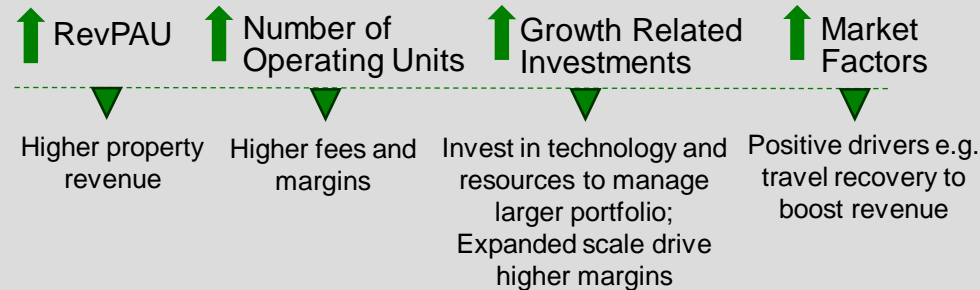 RevPAU
Number of
Operating Units
Growth Related
Investments
Market
Factors
Higher property
revenue
Higher fees and
margins
Invest in technology and
resources to manage
larger portfolio;
Expanded scale drive
higher margins
Positive drivers e.g.
travel recovery to
boost revenue